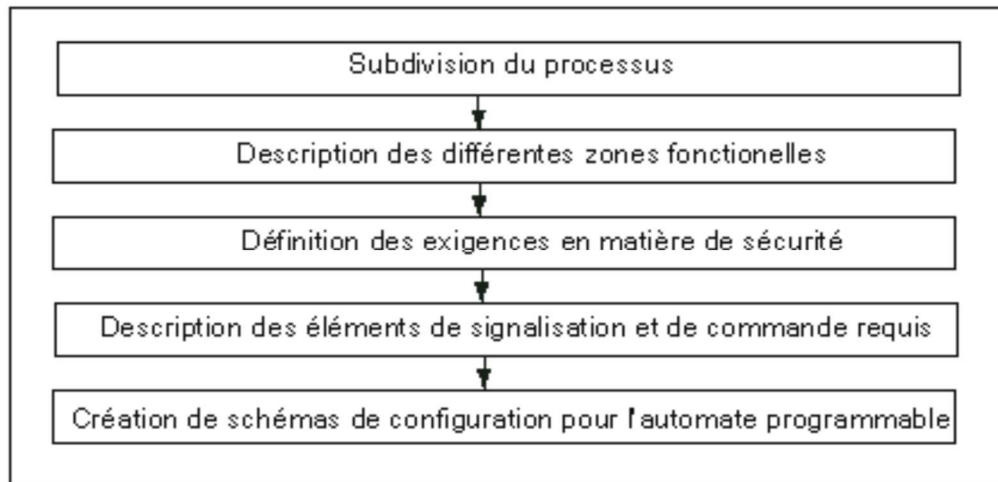 Subdivision du processus
Description des différentes zones fonctionelles
Définition des exigences en matière de sécurité
Description des éléments de signalisation et de commande requis
Création de schémas de configuration pour l'automate programmable